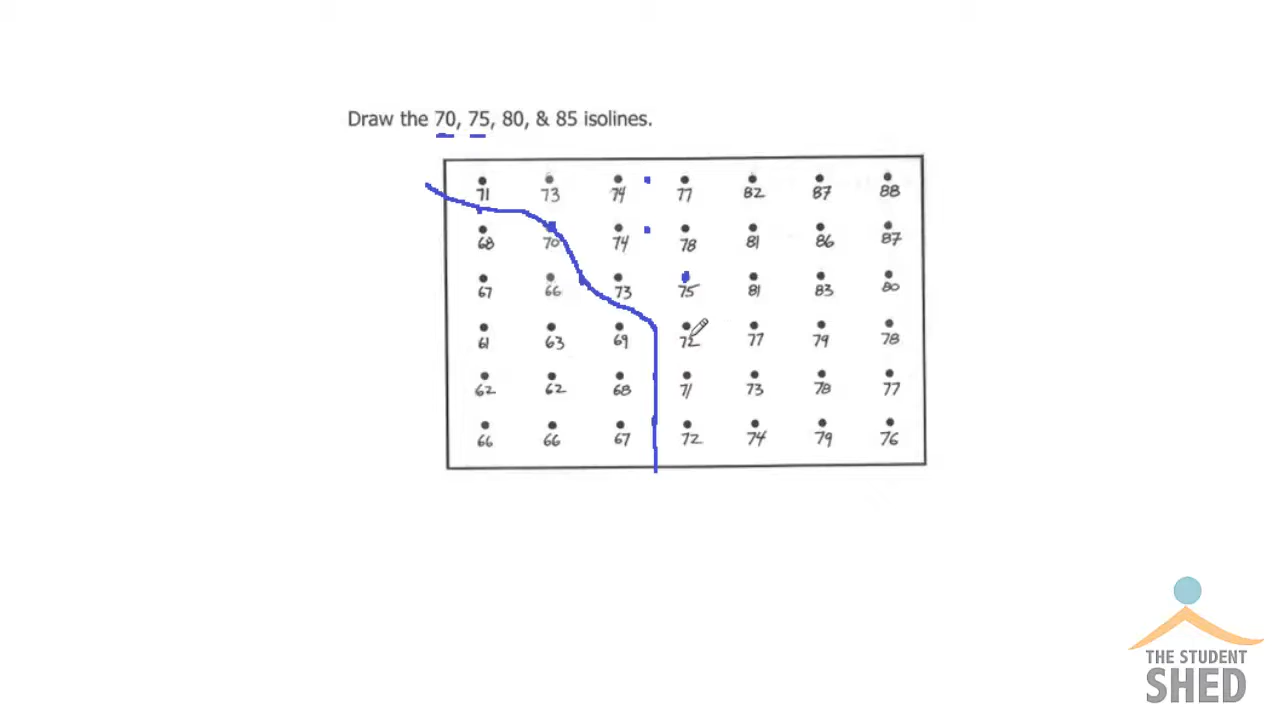 Draw the 70, 75, 80, & 85 isolines.
71 73 74 77 82 87 88
68 70 74 78 81 86 87
67 66 73 75 81 83 80
61 63 69 72 77 79 78
62 62 68 71 73 78 77
66 66 67 72 74 79 76
THE STUDENT
SHED